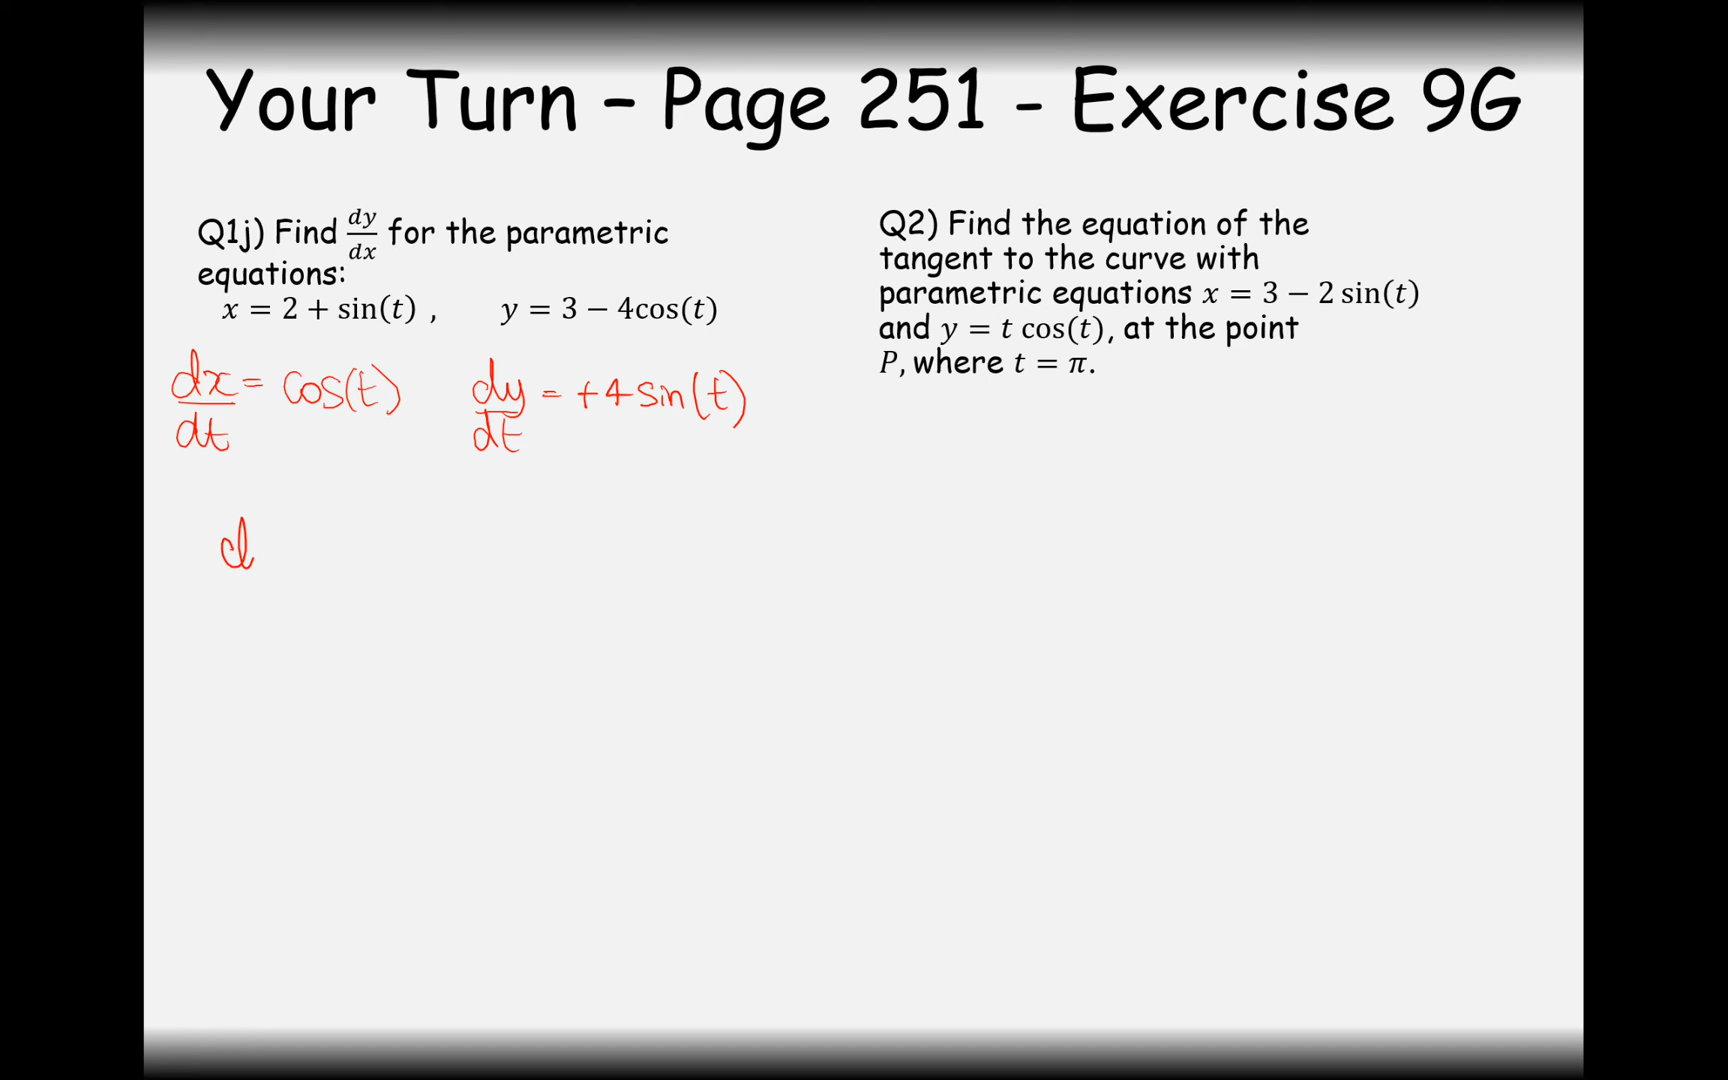 Your Turn – Page 251 - Exercise 9G
Q1j) Find dy/dx for the parametric
equations:
x = 2 + sin(t) ,   y = 3 − 4cos(t)
dx/dt = cos(t)   dy/dt = +4 sin(t)
d
Q2) Find the equation of the
tangent to the curve with
parametric equations x = 3 − 2 sin(t)
and y = t cos(t), at the point
P, where t = π.